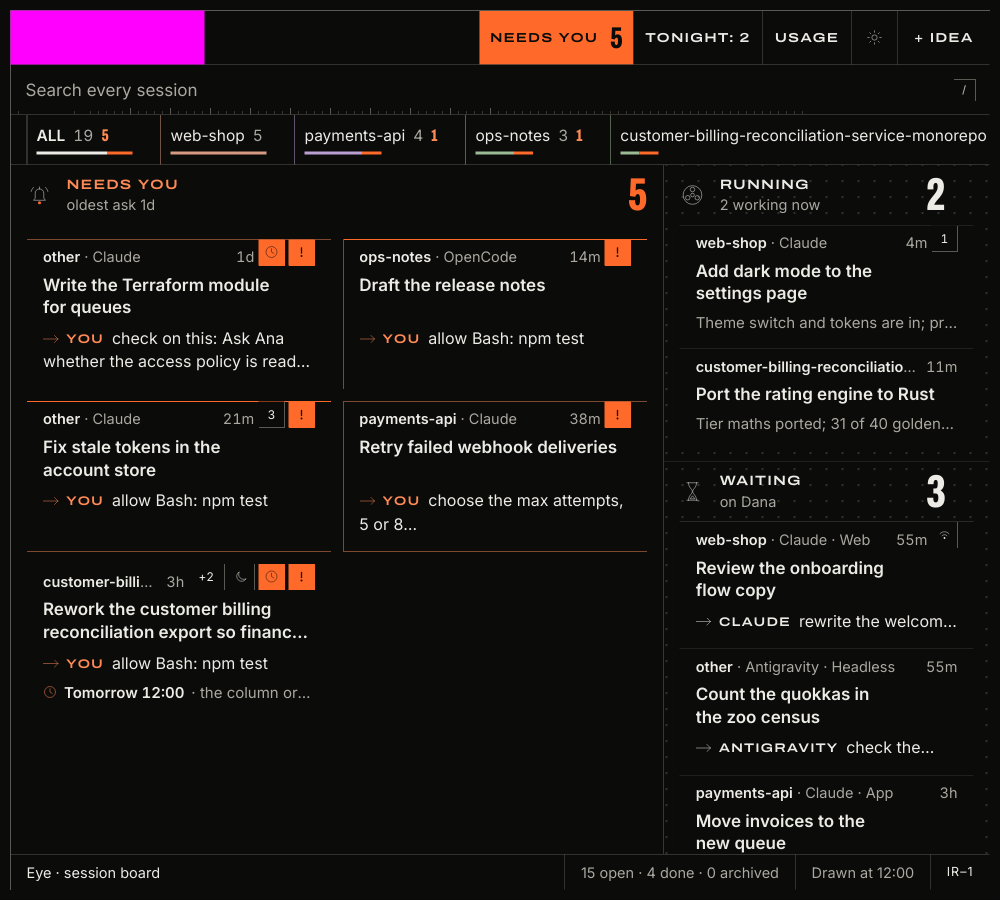 NEEDS YOU 5
TONIGHT: 2
USAGE
+ IDEA
Search every session
/
ALL 19 5
web-shop 5
payments-api 4 1
ops-notes 3 1
customer-billing-reconciliation-service-monorepo
NEEDS YOU
oldest ask 1d
5
other · Claude 1d !
Write the Terraform module
for queues
→ YOU check on this: Ask Ana
whether the access policy is read…
ops-notes · OpenCode 14m !
Draft the release notes
→ YOU allow Bash: npm test
other · Claude 21m 3 !
Fix stale tokens in the
account store
→ YOU allow Bash: npm test
payments-api · Claude 38m !
Retry failed webhook deliveries
→ YOU choose the max attempts,
5 or 8…
customer-billi… 3h +2 !
Rework the customer billing
reconciliation export so financ…
→ YOU allow Bash: npm test
Tomorrow 12:00 · the column or…
RUNNING
2 working now
2
web-shop · Claude 4m 1
Add dark mode to the
settings page
Theme switch and tokens are in; pr…
customer-billing-reconciliatio… 11m
Port the rating engine to Rust
Tier maths ported; 31 of 40 golden…
WAITING
on Dana
3
web-shop · Claude · Web 55m
Review the onboarding
flow copy
→ CLAUDE rewrite the welcom…
other · Antigravity · Headless 55m
Count the quokkas in
the zoo census
→ ANTIGRAVITY check the…
payments-api · Claude · App 3h
Move invoices to the
new queue
Eye · session board
15 open · 4 done · 0 archived
Drawn at 12:00
IR–1